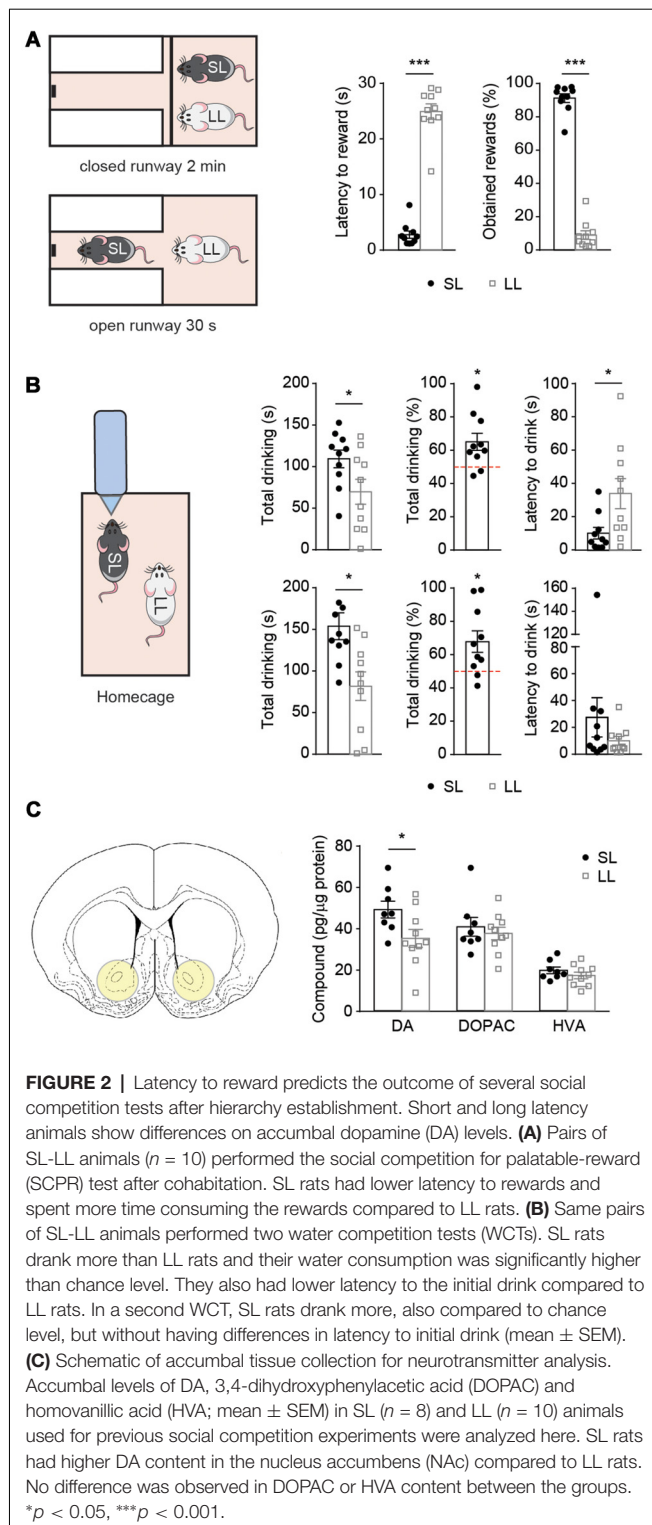 A
SL
LL
closed runway 2 min
SL
LL
open runway 30 s
***
Latency to reward (s)
30
20
10
0
***
Obtained rewards (%)
100
80
60
40
20
0
SL LL
B
SL
LL
Homecage
*
Total drinking (s)
200
150
100
50
0
*
Total drinking (%)
100
80
60
40
20
0
*
Latency to drink (s)
100
80
60
40
20
0
*
Total drinking (s)
200
150
100
50
0
*
Total drinking (%)
100
80
60
40
20
0
Latency to drink (s)
160
140
120
40
20
0
SL LL
C
Compound (pg/µg protein)
80
60
40
20
0
*
SL
LL
DA DOPAC HVA
FIGURE 2 | Latency to reward predicts the outcome of several social
competition tests after hierarchy establishment. Short and long latency
animals show differences on accumbal dopamine (DA) levels. (A) Pairs of
SL-LL animals (n = 10) performed the social competition for palatable-reward
(SCPR) test after cohabitation. SL rats had lower latency to rewards and
spent more time consuming the rewards compared to LL rats. (B) Same pairs
of SL-LL animals performed two water competition tests (WCTs). SL rats
drank more than LL rats and their water consumption was significantly higher
than chance level. They also had lower latency to the initial drink compared to
LL rats. In a second WCT, SL rats drank more, also compared to chance
level, but without having differences in latency to initial drink (mean ± SEM).
(C) Schematic of accumbal tissue collection for neurotransmitter analysis.
Accumbal levels of DA, 3,4-dihydroxyphenylacetic acid (DOPAC) and
homovanillic acid (HVA; mean ± SEM) in SL (n = 8) and LL (n = 10) animals
used for previous social competition experiments were analyzed here. SL rats
had higher DA content in the nucleus accumbens (NAc) compared to LL rats.
No difference was observed in DOPAC or HVA content between the groups.
*p < 0.05, ***p < 0.001.